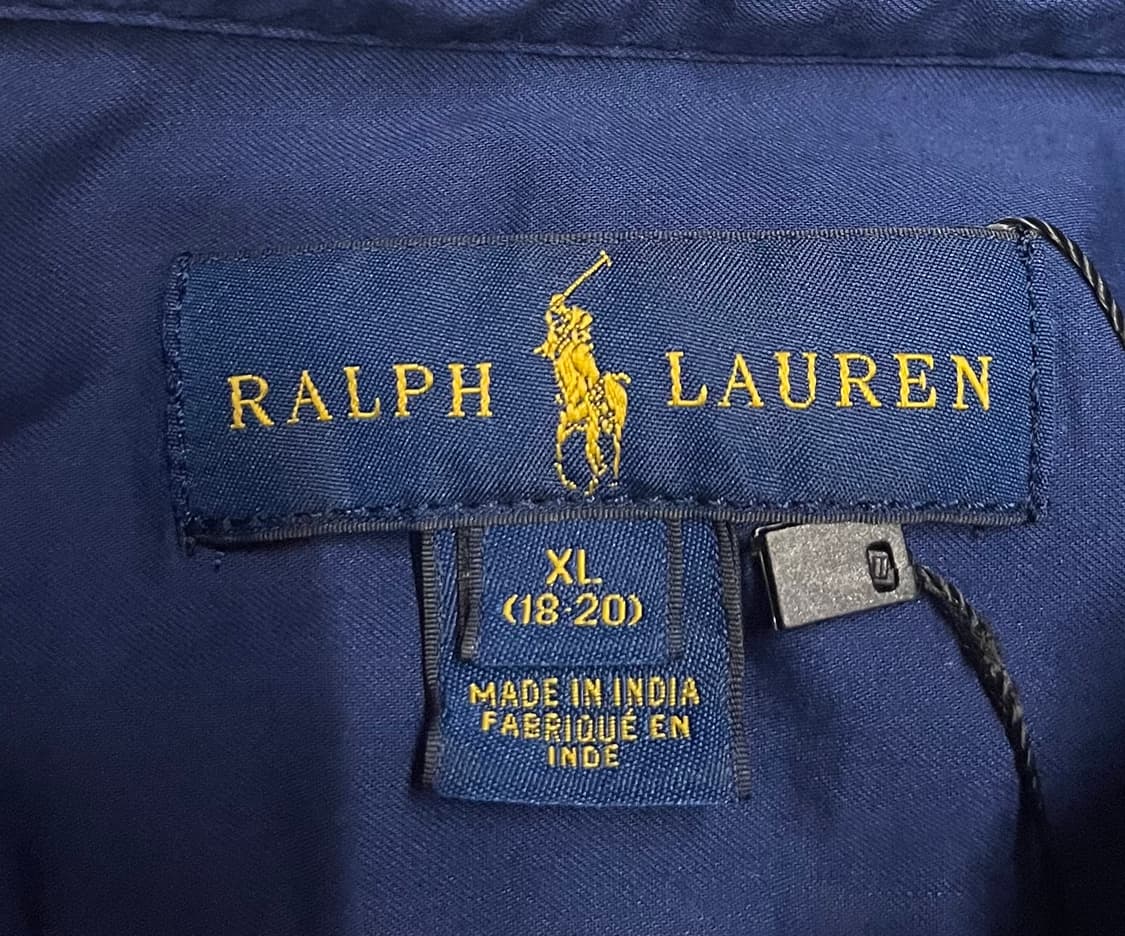 RALPH LAUREN
XL
(18-20)
MADE IN INDIA
FABRIQUÉ EN
INDE